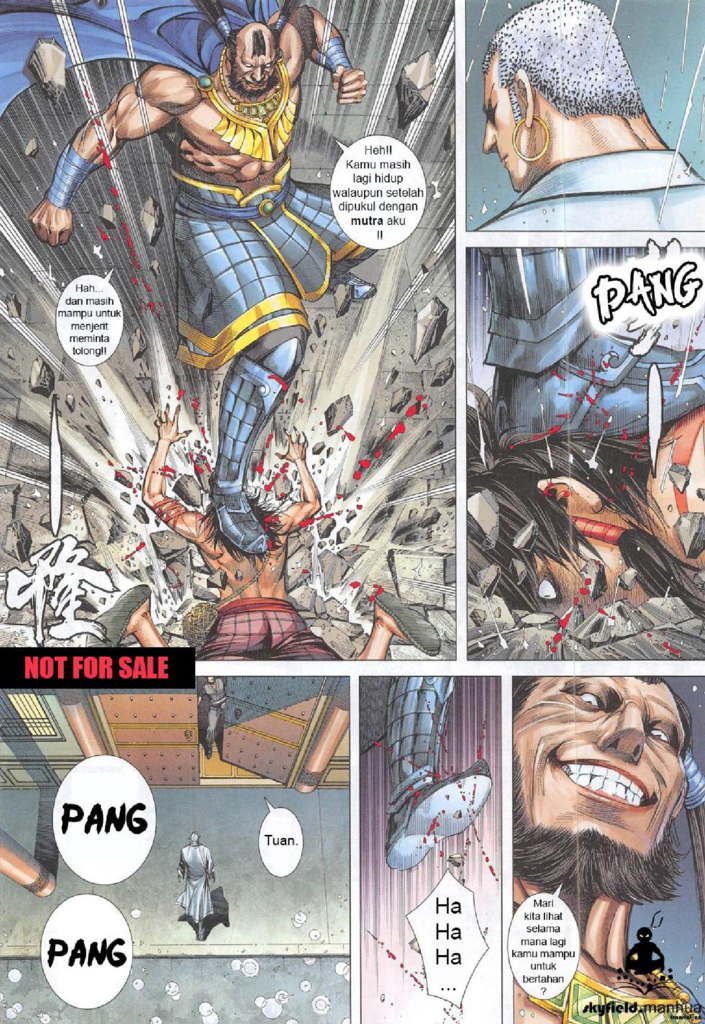 Heh!!
Kamu masih
lagi hidup
walaupun setelah
dipukul dengan
mutra aku
!!
Hah...
dan masih
mampu untuk
menjerit
meminta
tolong!!
隆
NOT FOR SALE
PANG
PANG
Tuan.
PANG
Ha
Ha
Ha
...
Mari
kita lihat
selama
mana lagi
kamu mampu
untuk
bertahan
?
skyfield.manhua